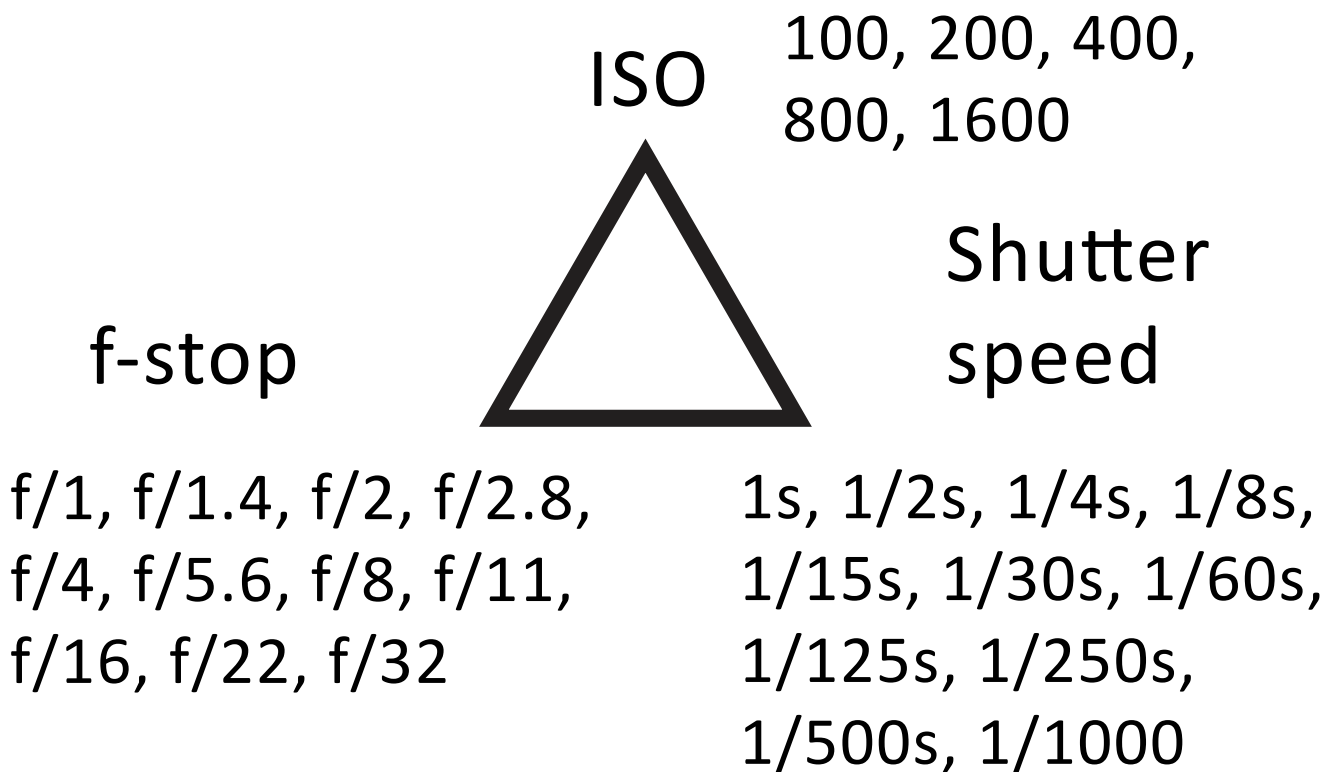 ISO
100, 200, 400,
800, 1600
Shutter
speed
f-stop
f/1, f/1.4, f/2, f/2.8,
f/4, f/5.6, f/8, f/11,
f/16, f/22, f/32
1s, 1/2s, 1/4s, 1/8s,
1/15s, 1/30s, 1/60s,
1/125s, 1/250s,
1/500s, 1/1000